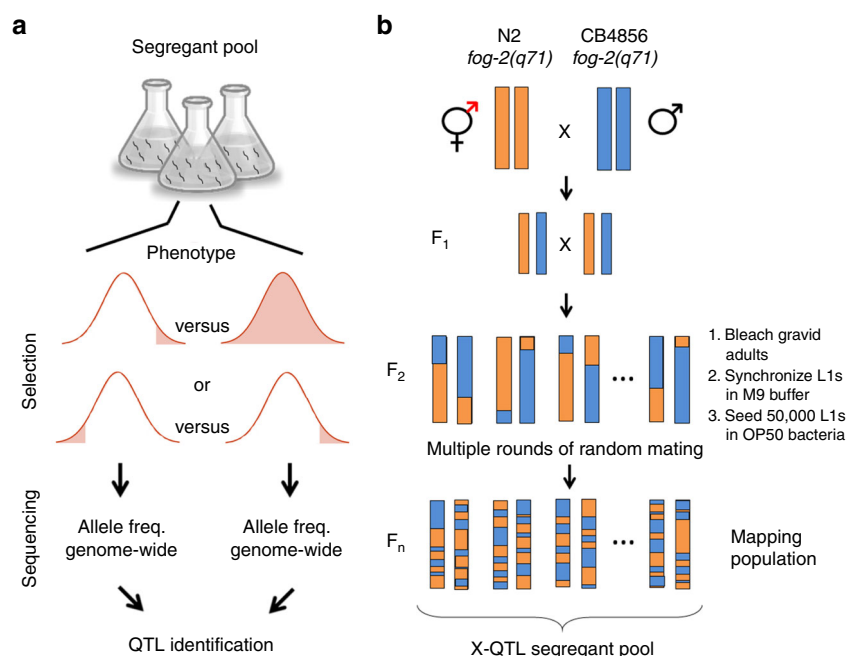 a
Segregant pool
Phenotype
Selection
versus
or
versus
Sequencing
Allele freq.
genome-wide
Allele freq.
genome-wide
QTL identification
b
N2
fog-2(q71)
CB4856
fog-2(q71)
X
F1
X
F2
1. Bleach gravid
adults
2. Synchronize L1s
in M9 buffer
3. Seed 50,000 L1s
in OP50 bacteria
Multiple rounds of random mating
Fn
Mapping
population
X-QTL segregant pool